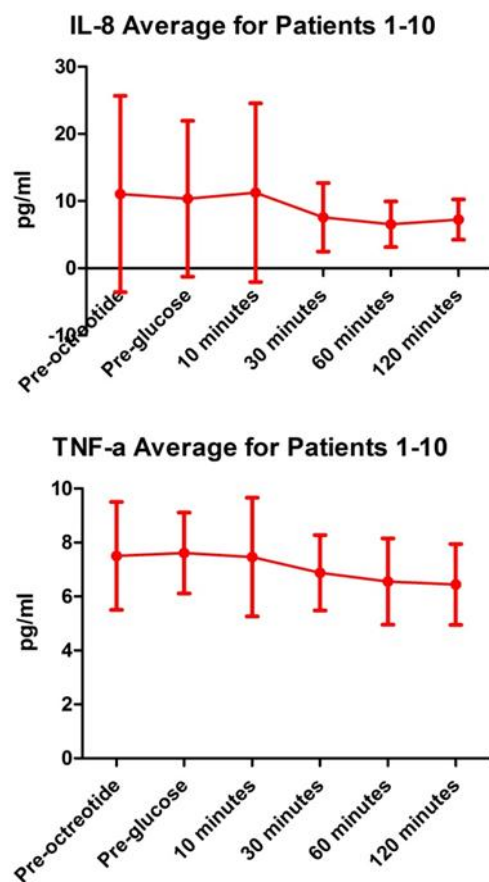 IL-8 Average for Patients 1-10
30
20
10
0
-10
pg/ml
Pre-octreotide
Pre-glucose
10 minutes
30 minutes
60 minutes
120 minutes
TNF-a Average for Patients 1-10
10
8
6
4
2
0
pg/ml
Pre-octreotide
Pre-glucose
10 minutes
30 minutes
60 minutes
120 minutes